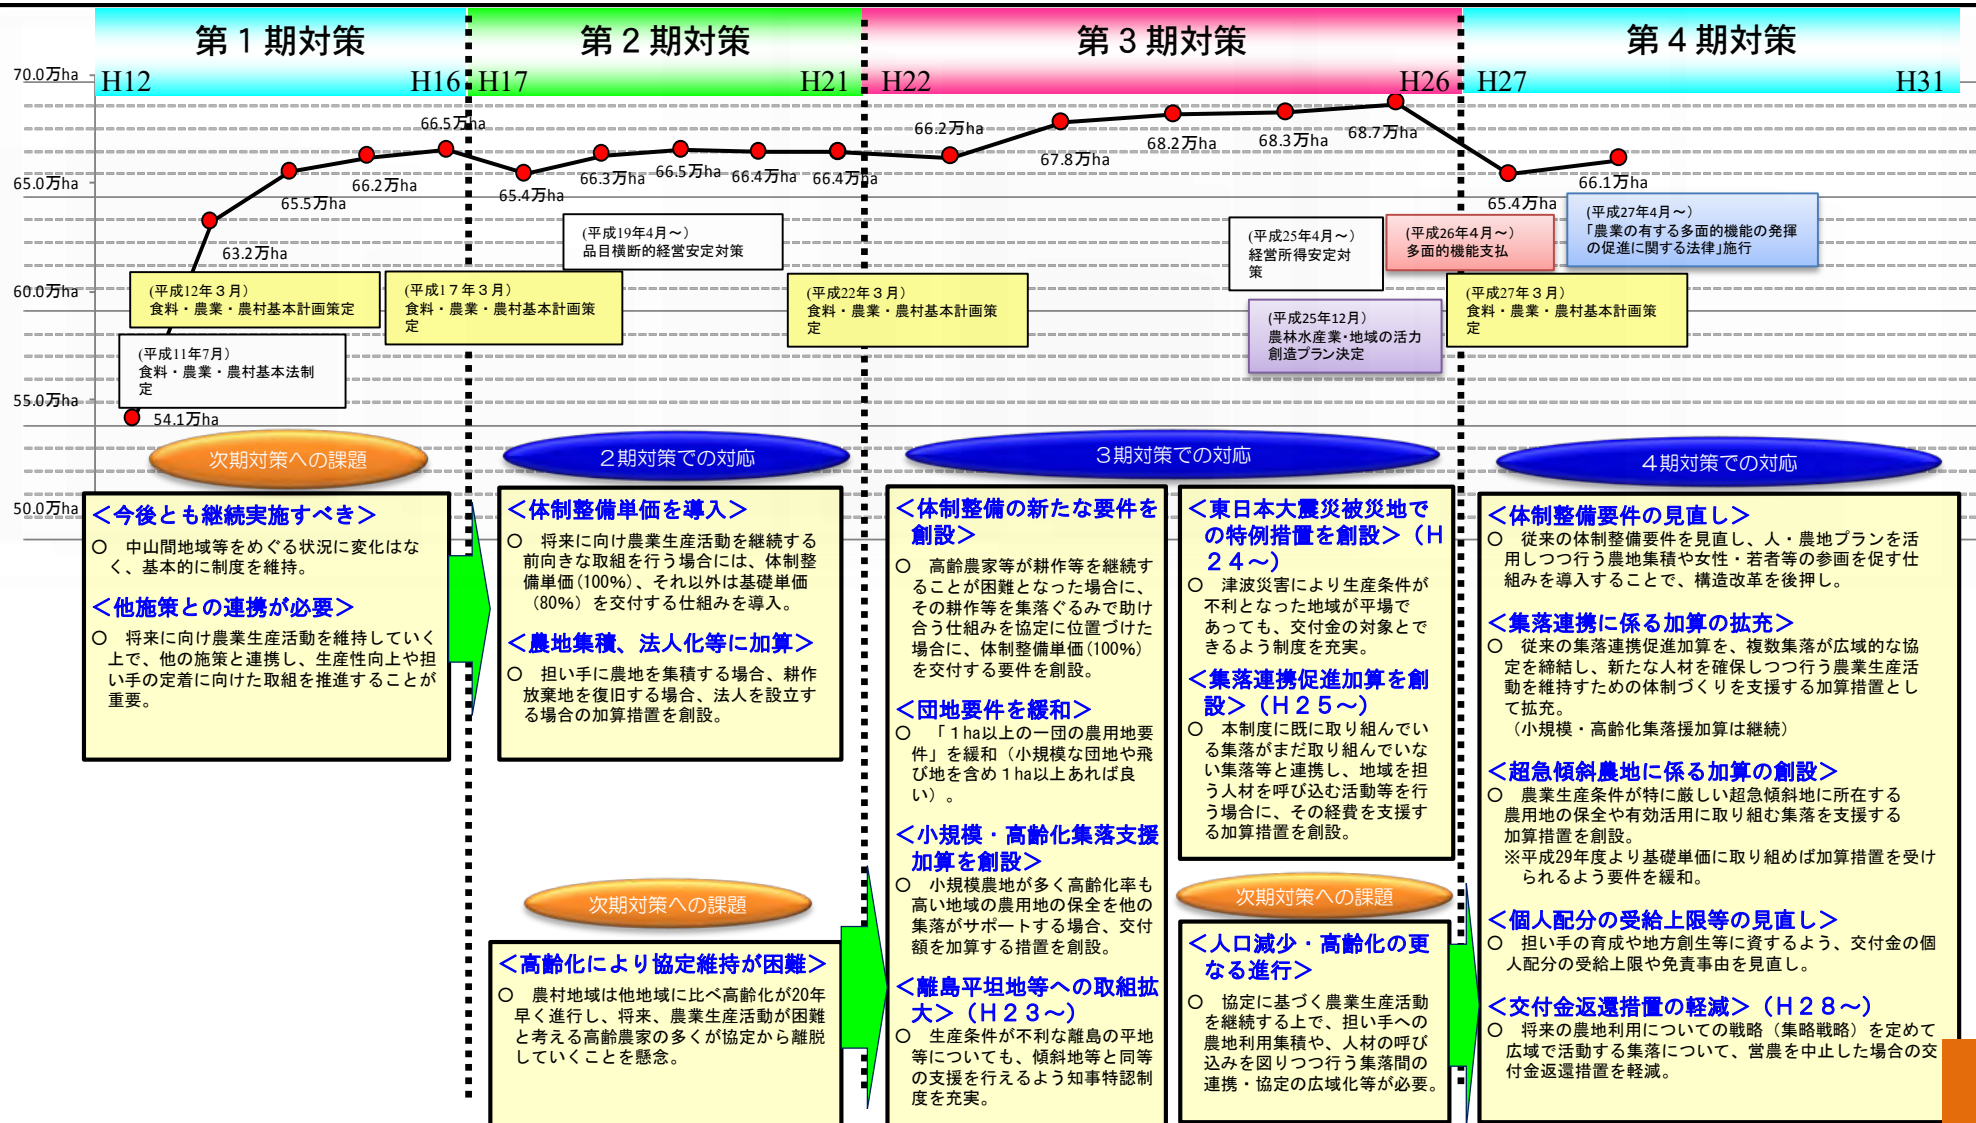 第１期対策
第２期対策
第３期対策
第４期対策
H12
H16
H17
H21
H22
H26
H27
H31
70.0万ha
65.0万ha
60.0万ha
55.0万ha
50.0万ha
54.1万ha
63.2万ha
65.5万ha
66.2万ha
66.5万ha
65.4万ha
66.3万ha
66.5万ha
66.4万ha
66.4万ha
66.2万ha
67.8万ha
68.2万ha
68.3万ha
68.7万ha
65.4万ha
66.1万ha
(平成11年7月)
食料・農業・農村基本法制
定
(平成12年３月)
食料・農業・農村基本計画策定
(平成1７年３月)
食料・農業・農村基本計画策
定
(平成19年4月～)
品目横断的経営安定対策
(平成22年３月)
食料・農業・農村基本計画策
定
(平成25年4月～)
経営所得安定対
策
(平成25年12月)
農林水産業・地域の活力
創造プラン決定
(平成26年４月～)
多面的機能支払
(平成27年３月)
食料・農業・農村基本計画策
定
(平成27年4月～)
「農業の有する多面的機能の発揮
の促進に関する法律」施行
次期対策への課題
＜今後とも継続実施すべき＞
○　中山間地域等をめぐる状況に変化はな
く、基本的に制度を維持。
＜他施策との連携が必要＞
○　将来に向け農業生産活動を維持していく
上で、他の施策と連携し、生産性向上や担
い手の定着に向けた取組を推進することが
重要。
２期対策での対応
＜体制整備単価を導入＞
○　将来に向け農業生産活動を継続する
前向きな取組を行う場合には、体制整
備単価(100%)、それ以外は基礎単価
(80%) を交付する仕組みを導入。
＜農地集積、法人化等に加算＞
○　担い手に農地を集積する場合、耕作
放棄地を復旧する場合、法人を設立す
る場合の加算措置を創設。
次期対策への課題
＜高齢化により協定維持が困難＞
○　農村地域は他地域に比べ高齢化が20年
早く進行し、将来、農業生産活動が困難
と考える高齢農家の多くが協定から離脱
していくことを懸念。
３期対策での対応
＜体制整備の新たな要件を
創設＞
○　高齢農家等が耕作等を継続す
ることが困難となった場合に、
その耕作等を集落ぐるみで助け
合う仕組みを協定に位置づけた
場合に、体制整備単価(100%)
を交付する要件を創設。
＜団地要件を緩和＞
○　「１ha以上の一団の農用地要
件」を緩和（小規模な団地や飛
び地を含め１ha以上あれば良
い）。
＜小規模・高齢化集落支援
加算を創設＞
○　小規模農地が多く高齢化率も
高い地域の農用地の保全を他の
集落がサポートする場合、交付
額を加算する措置を創設。
＜離島平坦地等への取組拡
大＞（Ｈ２３～）
○　生産条件が不利な離島の平地
等についても、傾斜地等と同等
の支援を行えるよう知事特認制
度を充実。
＜東日本大震災被災地で
の特例措置を創設＞（Ｈ
２４～）
○　津波災害により生産条件が
不利となった地域が平場で
あっても、交付金の対象とで
きるよう制度を充実。
＜集落連携促進加算を創
設＞（Ｈ２５～）
○　本制度に既に取り組んでい
る集落がまだ取り組んでいな
い集落等と連携し、地域を担
う人材を呼び込む活動等を行
う場合に、その経費を支援す
る加算措置を創設。
次期対策への課題
＜人口減少・高齢化の更
なる進行＞
○　協定に基づく農業生産活動
を継続する上で、担い手への
農地利用集積や、人材の呼び
込みを図りつつ行う集落間の
連携・協定の広域化等が必要。
４期対策での対応
＜体制整備要件の見直し＞
○　従来の体制整備要件を見直し、人・農地プランを活
用しつつ行う農地集積や女性・若者等の参画を促す仕
組みを導入することで、構造改革を後押し。
＜集落連携に係る加算の拡充＞
○　従来の集落連携促進加算を、複数集落が広域的な協
定を締結し、新たな人材を確保しつつ行う農業生産活
動を維持すための体制づくりを支援する加算措置とし
て拡充。
（小規模・高齢化集落援加算は継続）
＜超急傾斜農地に係る加算の創設＞
○　農業生産条件が特に厳しい超急傾斜地に所在する
農用地の保全や有効活用に取り組む集落を支援する
加算措置を創設。
※平成29年度より基礎単価に取り組めば加算措置を受け
られるよう要件を緩和。
＜個人配分の受給上限等の見直し＞
○　担い手の育成や地方創生等に資するよう、交付金の個
人配分の受給上限や免責事由を見直し。
＜交付金返還措置の軽減＞（Ｈ２８～）
○　将来の農地利用についての戦略（集略戦略）を定めて
広域で活動する集落について、営農を中止した場合の交
付金返還措置を軽減。